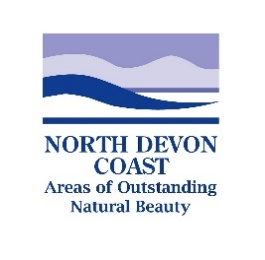 NORTH DEVON
COAST
Areas of Outstanding
Natural Beauty